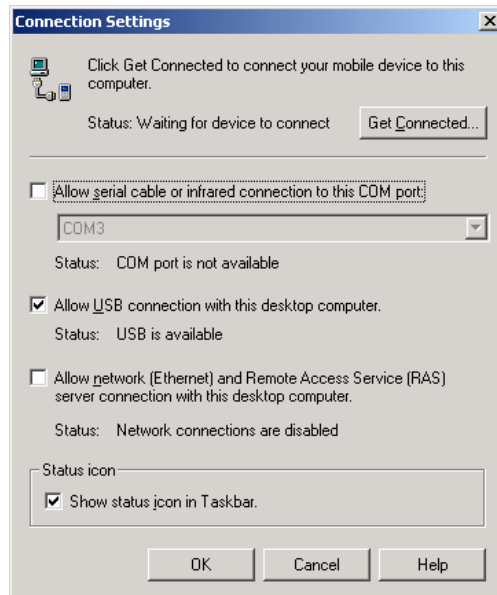 Connection Settings
Click Get Connected to connect your mobile device to this
computer.
Status: Waiting for device to connect
Get Connected...
Allow serial cable or infrared connection to this COM port:
COM3
Status: COM port is not available
Allow USB connection with this desktop computer.
Status: USB is available
Allow network (Ethernet) and Remote Access Service (RAS)
server connection with this desktop computer.
Status: Network connections are disabled
Status icon
Show status icon in Taskbar.
OK Cancel Help